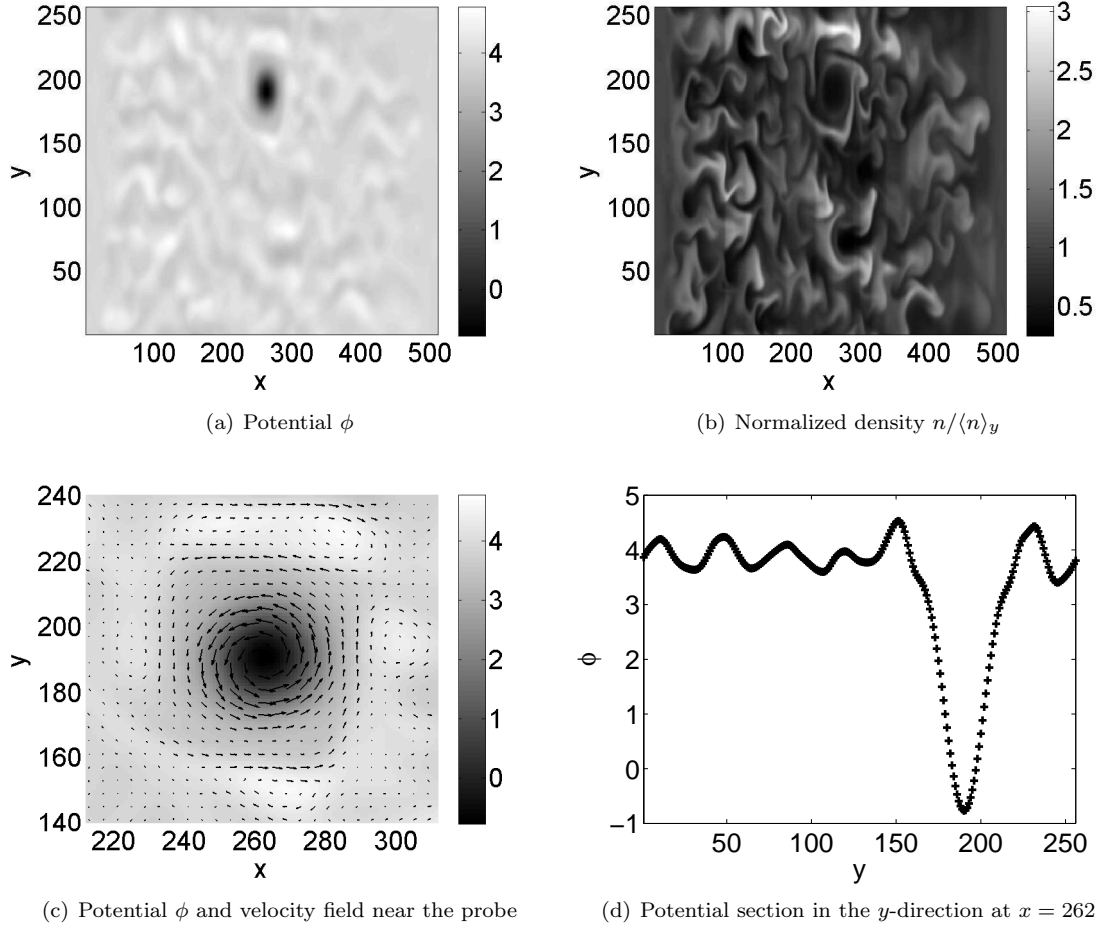 250
200
150
100
50
y
100 200 300 400 500
x
4
3
2
1
0
(a) Potential ϕ
250
200
150
100
50
y
100 200 300 400 500
x
3
2.5
2
1.5
1
0.5
(b) Normalized density n/⟨n⟩y
240
220
200
180
160
140
y
220 240 260 280 300
x
4
3
2
1
0
(c) Potential ϕ and velocity field near the probe
5
4
3
2
1
0
−1
ϕ
50 100 150 200 250
y
(d) Potential section in the y-direction at x = 262